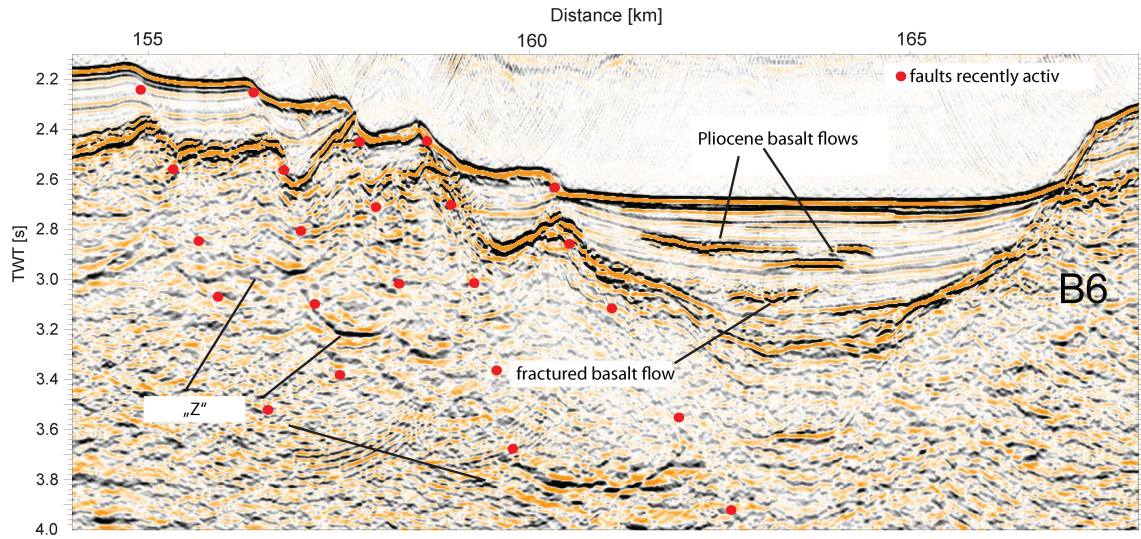 Distance [km]
155 160 165
2.2
faults recently activ
2.4
Pliocene basalt flows
2.6
2.8
TWT [s]
3.0
B6
3.2
fractured basalt flow
3.4
„Z“
3.6
3.8
4.0